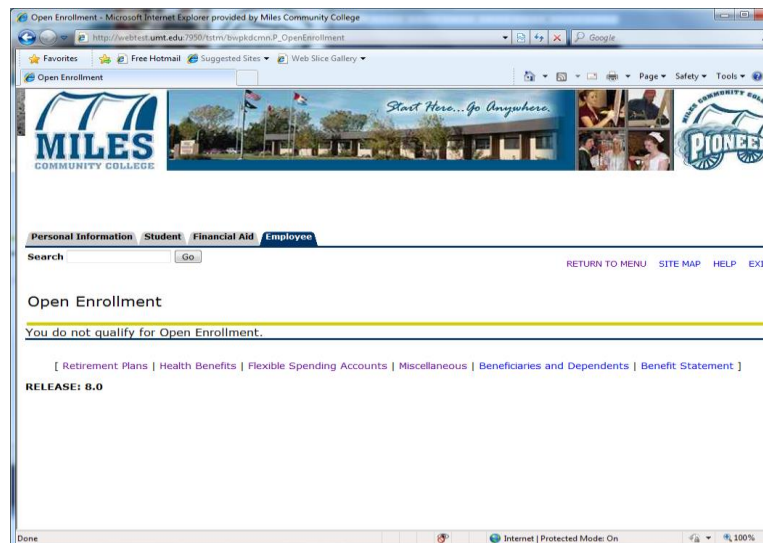 Open Enrollment - Microsoft Internet Explorer provided by Miles Community College
http://webtest.umt.edu:7950/tstm/bwpkdcmn.P_OpenEnrollment
Google
Favorites Free Hotmail Suggested Sites Web Slice Gallery
Open Enrollment Page Safety Tools
Start Here...Go Anywhere.
MILES
COMMUNITY COLLEGE
PIONEE
Personal Information Student Financial Aid Employee
Search Go
RETURN TO MENU SITE MAP HELP EXI
Open Enrollment
You do not qualify for Open Enrollment.
[ Retirement Plans | Health Benefits | Flexible Spending Accounts | Miscellaneous | Beneficiaries and Dependents | Benefit Statement ]
RELEASE: 8.0
Done Internet | Protected Mode: On 100%